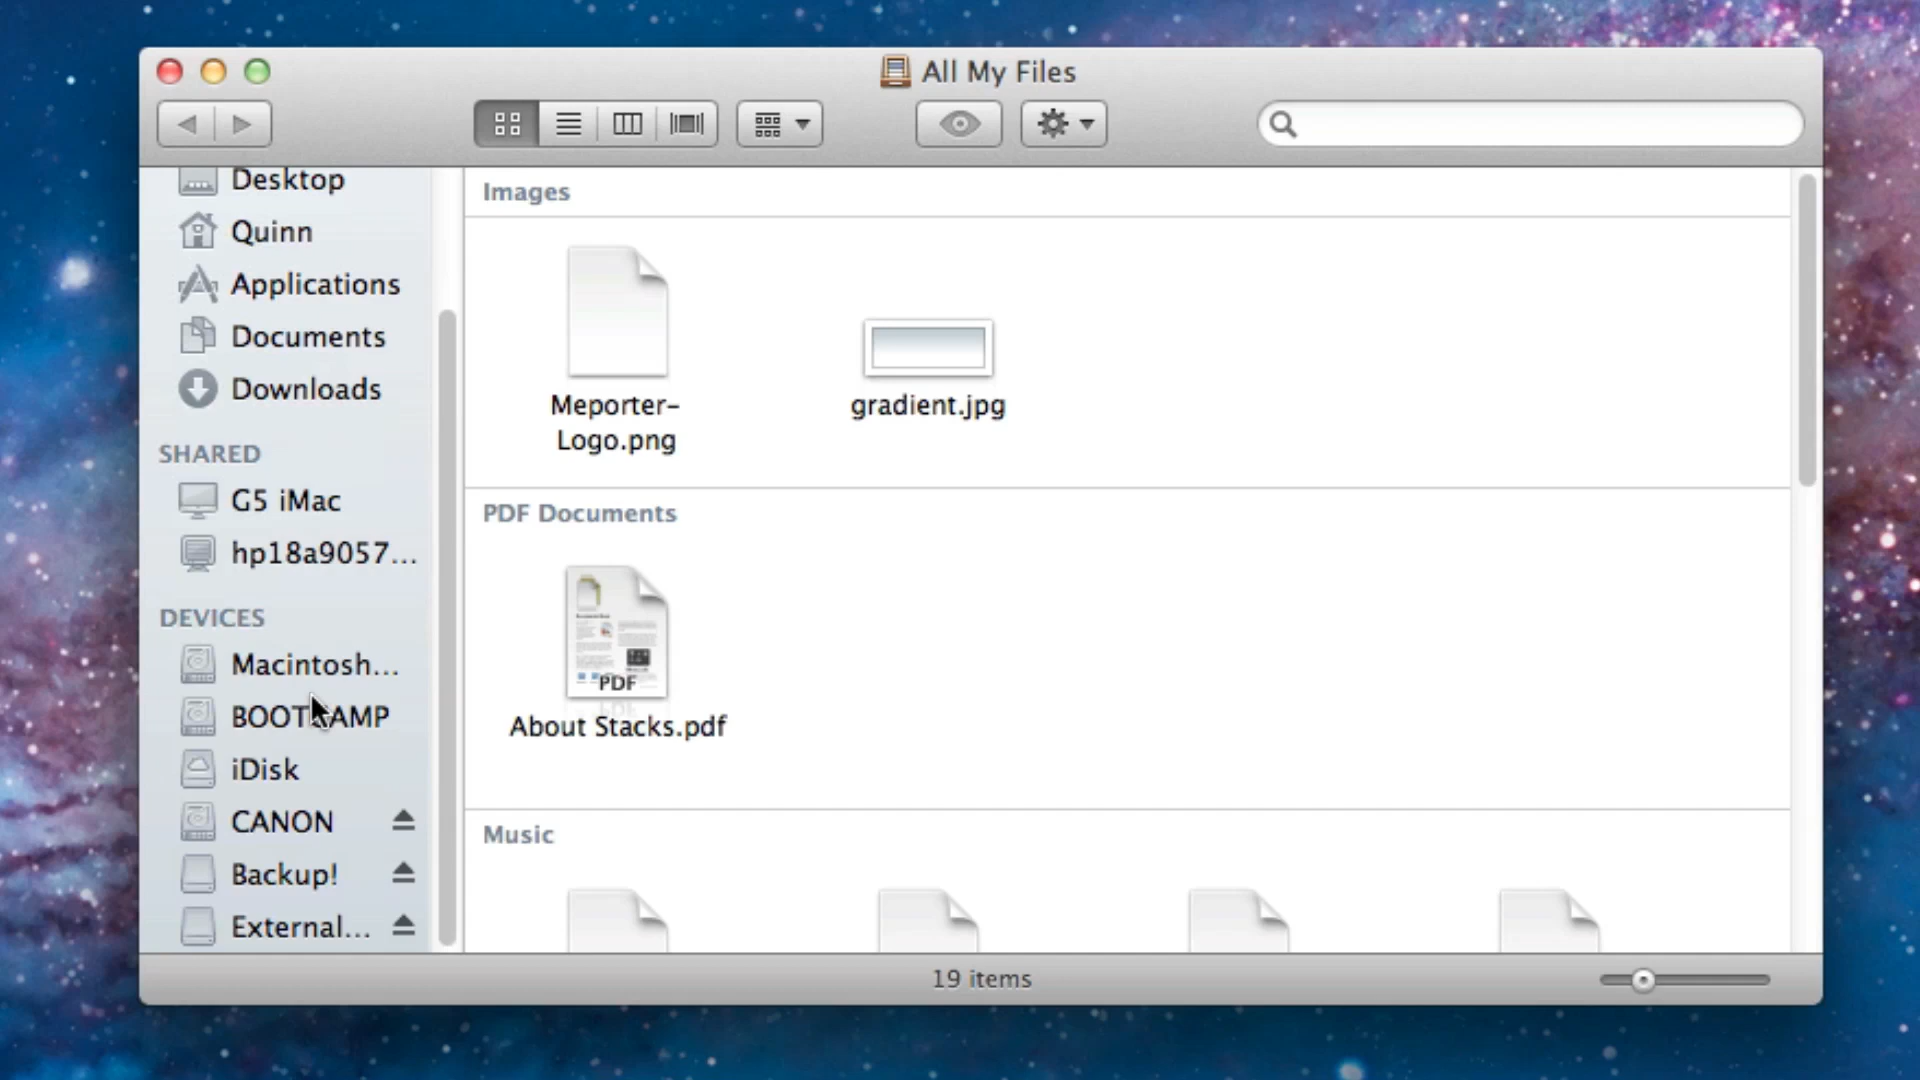 All My Files
Desktop
Quinn
Applications
Documents
Downloads
SHARED
G5 iMac
hp18a9057...
DEVICES
Macintosh...
BOOTCAMP
iDisk
CANON
Backup!
External...
Images
Meporter-
Logo.png
gradient.jpg
PDF Documents
PDF
About Stacks.pdf
Music
19 items